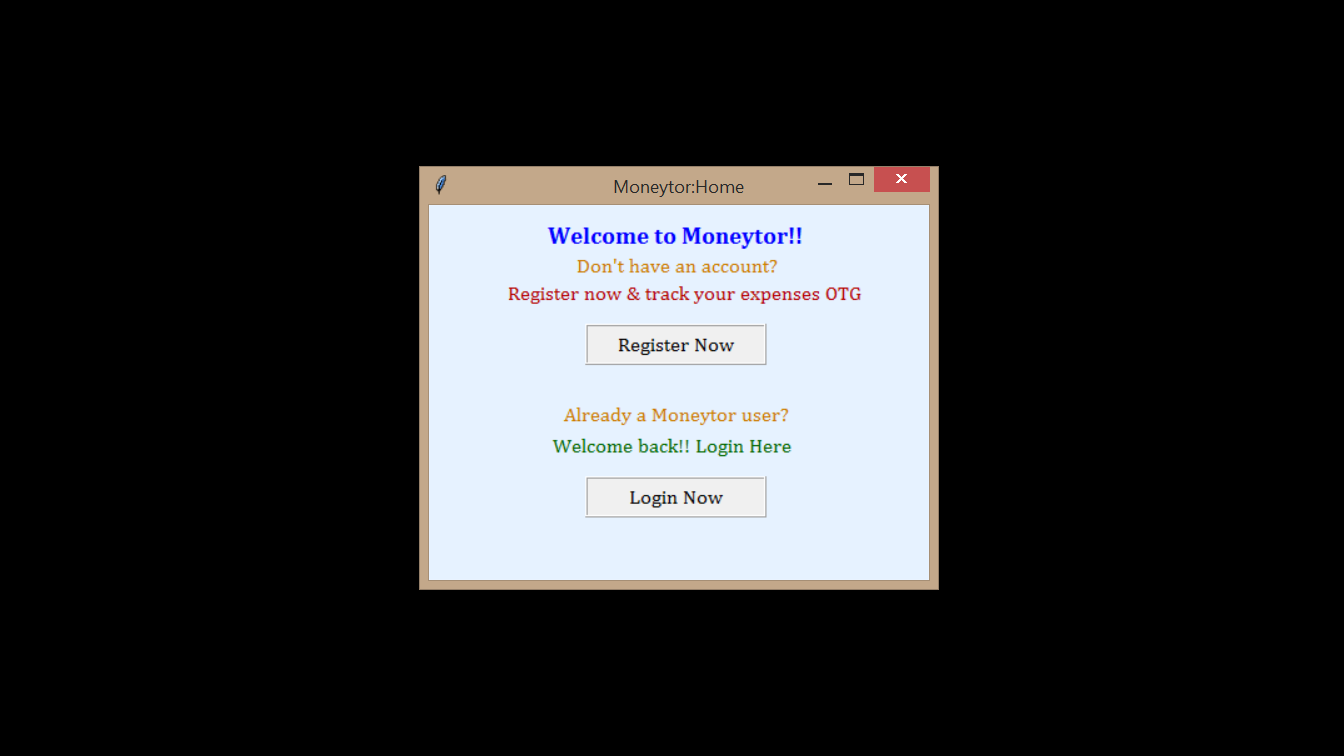 Moneytor:Home
Welcome to Moneytor!!
Don't have an account?
Register now & track your expenses OTG
Register Now
Already a Moneytor user?
Welcome back!! Login Here
Login Now